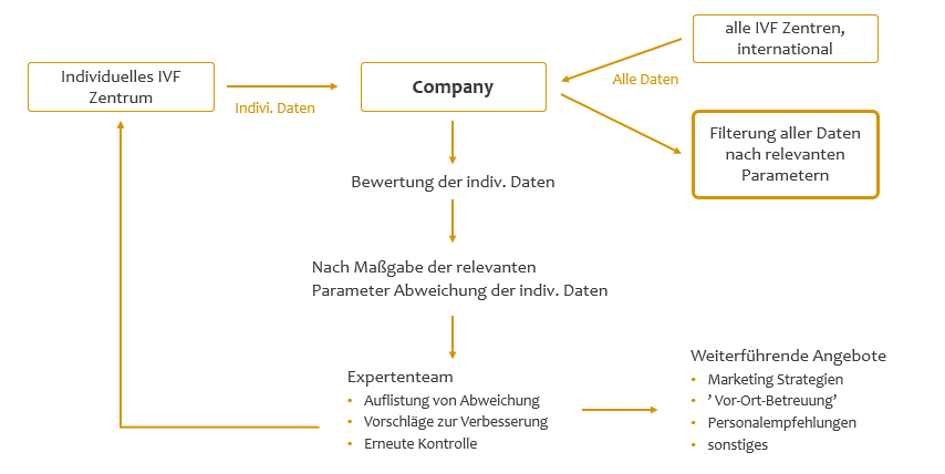 alle IVF Zentren,
international
Individuelles IVF
Zentrum
Company
Alle Daten
Indivi. Daten
Filterung aller Daten
nach relevanten
Parametern
Bewertung der indiv. Daten
Nach Maßgabe der relevanten
Parameter Abweichung der indiv. Daten
Expertenteam
• Auflistung von Abweichung
• Vorschläge zur Verbesserung
• Erneute Kontrolle
Weiterführende Angebote
• Marketing Strategien
• ’ Vor-Ort-Betreuung’
• Personalempfehlungen
• sonstiges